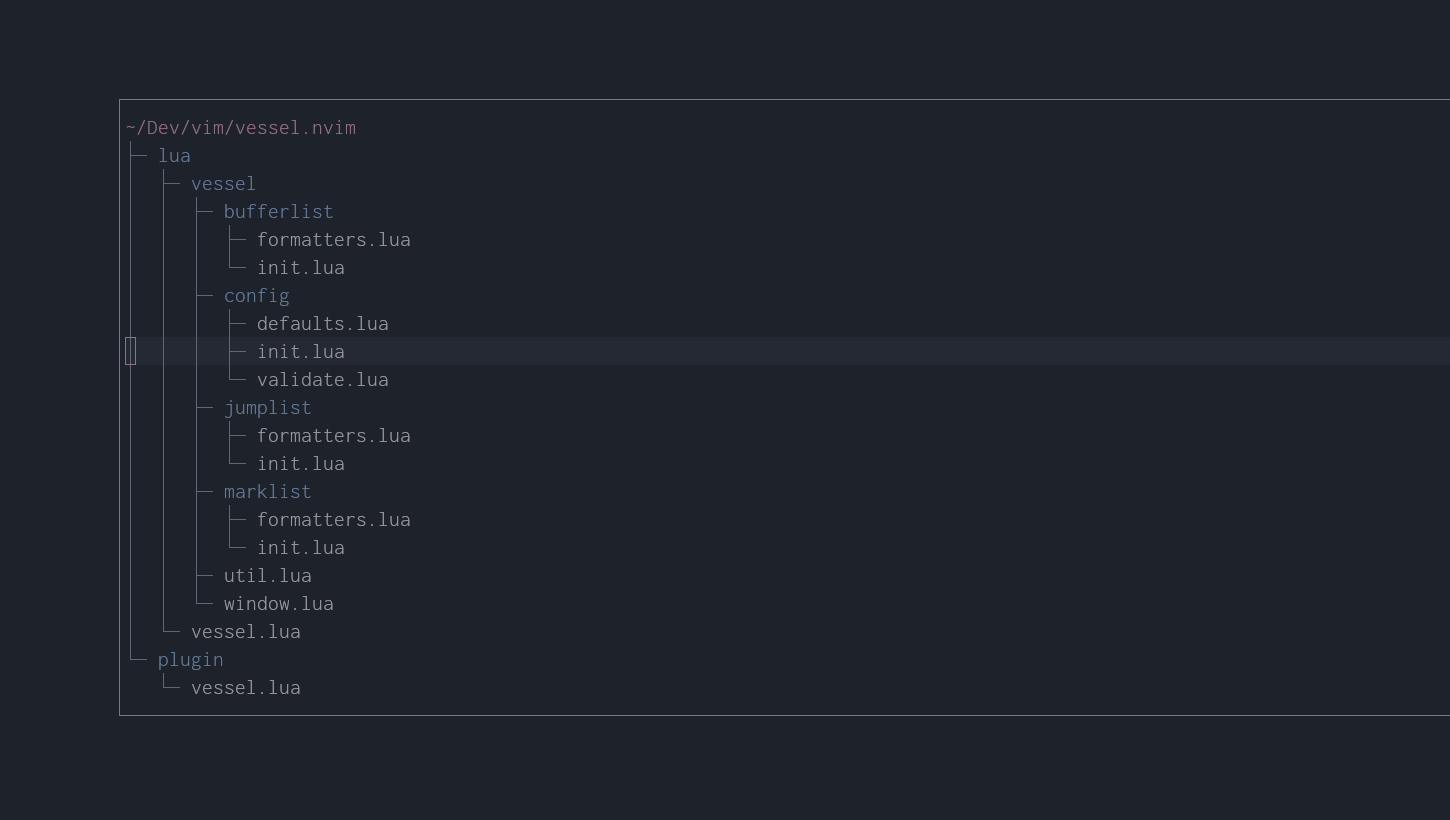 ~/Dev/vim/vessel.nvim
lua
vessel
bufferlist
formatters.lua
init.lua
config
defaults.lua
init.lua
validate.lua
jumplist
formatters.lua
init.lua
marklist
formatters.lua
init.lua
util.lua
window.lua
vessel.lua
plugin
vessel.lua